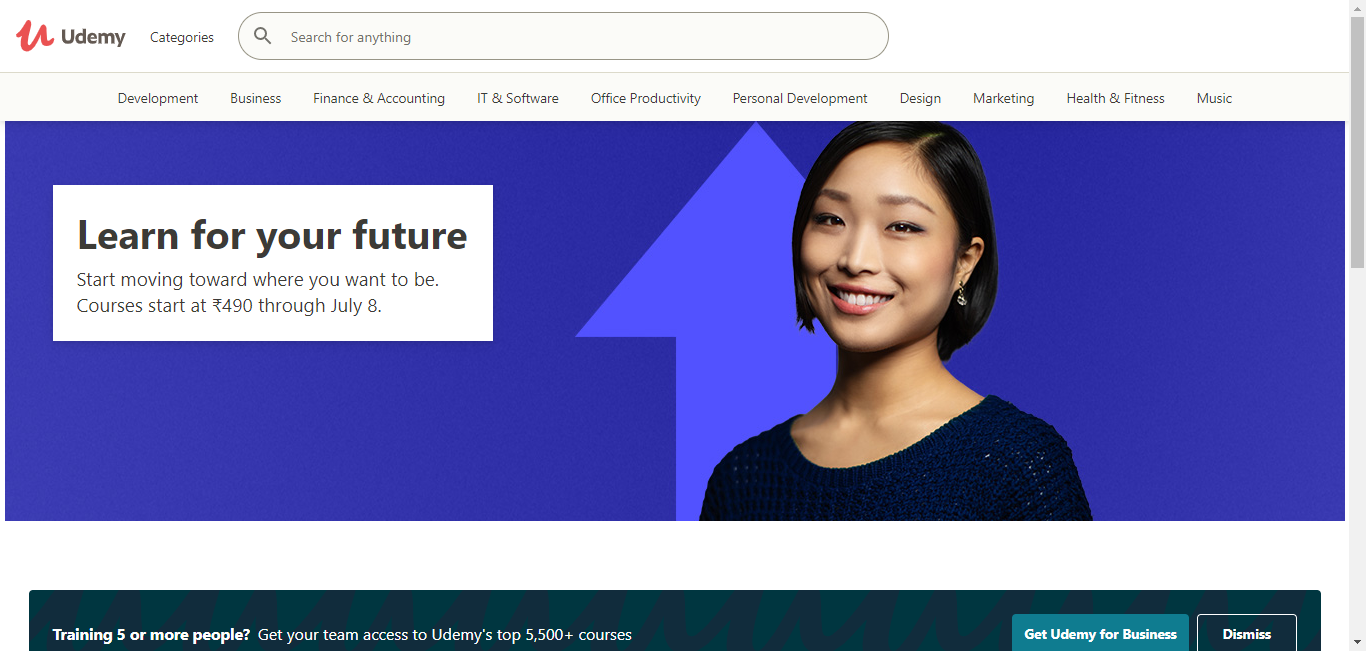 Udemy
Categories
Search for anything
Development Business Finance & Accounting IT & Software Office Productivity Personal Development Design Marketing Health & Fitness Music
Learn for your future
Start moving toward where you want to be.
Courses start at ₹490 through July 8.
Training 5 or more people? Get your team access to Udemy's top 5,500+ courses
Get Udemy for Business
Dismiss